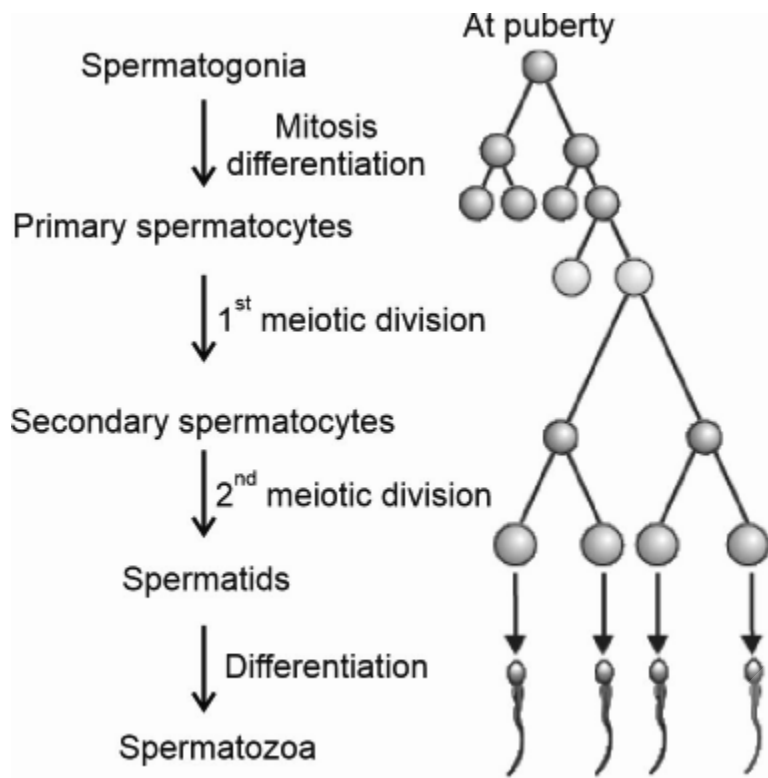 At puberty
Spermatogonia
Mitosis
differentiation
Primary spermatocytes
1st meiotic division
Secondary spermatocytes
2nd meiotic division
Spermatids
Differentiation
Spermatozoa